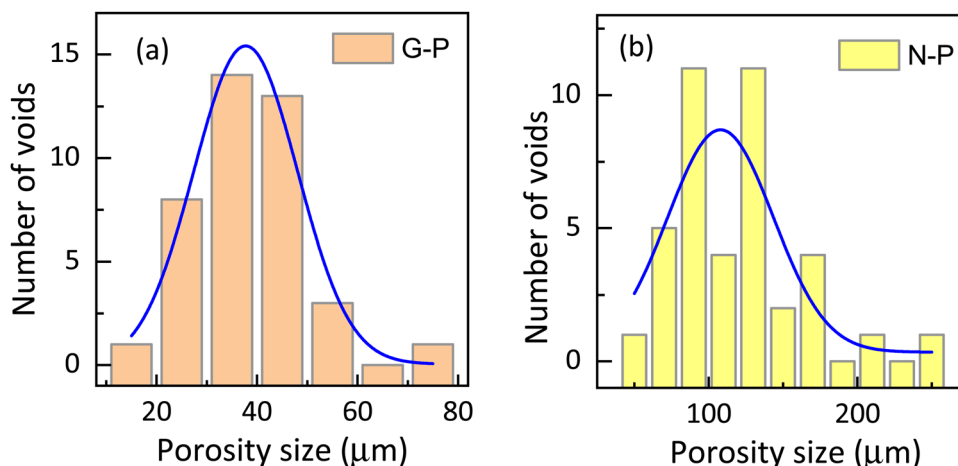 (a)
G-P
15
10
5
0
20 40 60 80
Number of voids
Porosity size (μm)
(b)
N-P
10
5
0
100 200
Number of voids
Porosity size (μm)